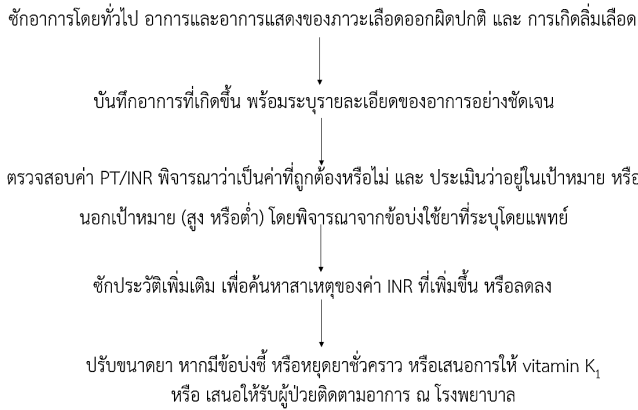 ซักอาการโดยทั่วไป อาการและอาการแสดงของภาวะเลือดออกผิดปกติ และ การเกิดลิ่มเลือด
บันทึกอาการที่เกิดขึ้น พร้อมระบุรายละเอียดของอาการอย่างชัดเจน
ตรวจสอบค่า PT/INR พิจารณาว่าเป็นค่าที่ถูกต้องหรือไม่ และ ประเมินว่าอยู่ในเป้าหมาย หรือ
นอกเป้าหมาย (สูง หรือต่ำ) โดยพิจารณาจากข้อบ่งใช้ยาที่ระบุโดยแพทย์
ซักประวัติเพิ่มเติม เพื่อค้นหาสาเหตุของค่า INR ที่เพิ่มขึ้น หรือลดลง
ปรับขนาดยา หากมีข้อบ่งชี้ หรือหยุดยาชั่วคราว หรือเสนอการให้ vitamin K₁
หรือ เสนอให้รับผู้ป่วยติดตามอาการ ณ โรงพยาบาล